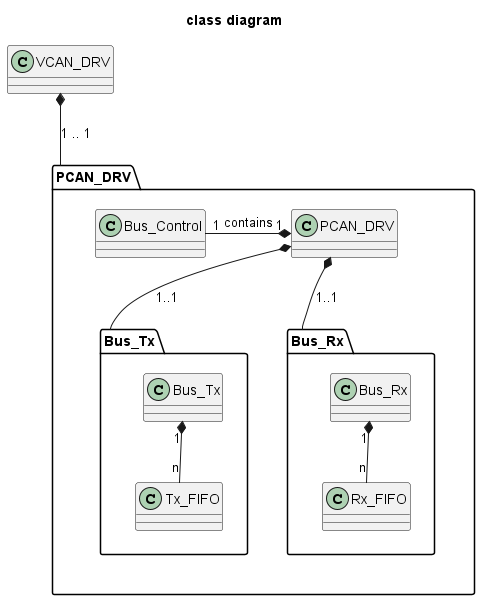 class diagram
C VCAN_DRV
1 .. 1
PCAN_DRV
C Bus_Control 1 contains 1 C PCAN_DRV
1..1 1..1
Bus_Tx Bus_Rx
C Bus_Tx C Bus_Rx
1 1
n n
C Tx_FIFO C Rx_FIFO